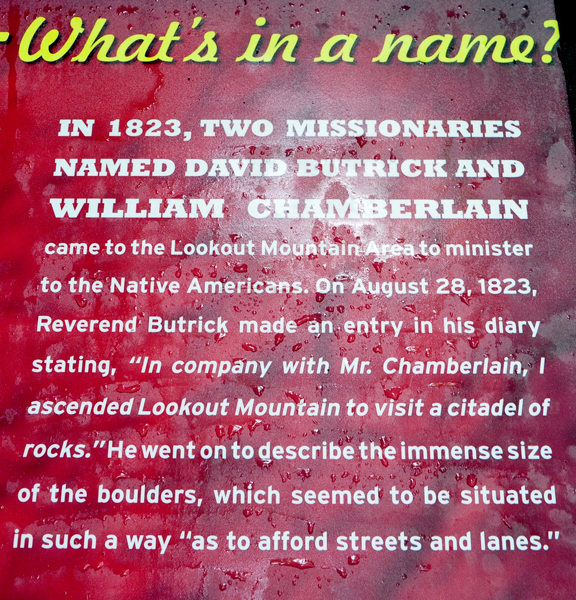 What's in a name?
IN 1823, TWO MISSIONARIES
NAMED DAVID BUTRICK AND
WILLIAM CHAMBERLAIN
came to the Lookout Mountain Area to minister
to the Native Americans. On August 28, 1823,
Reverend Butrick made an entry in his diary
stating, “In company with Mr. Chamberlain, I
ascended Lookout Mountain to visit a citadel of
rocks.” He went on to describe the immense size
of the boulders, which seemed to be situated
in such a way “as to afford streets and lanes.”